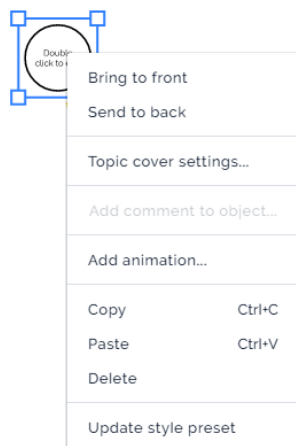 Double
click to
Bring to front
Send to back
Topic cover settings...
Add comment to object...
Add animation...
Copy Ctrl+C
Paste Ctrl+V
Delete
Update style preset